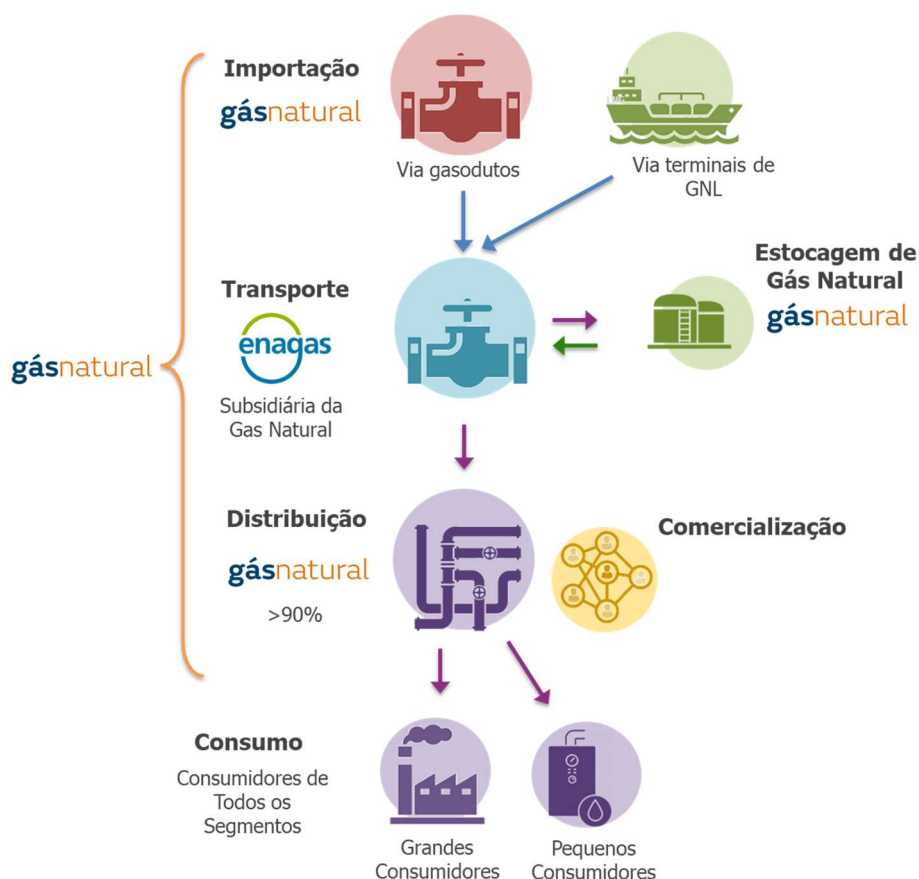 Importação
gásnatural
Via gasodutos
Via terminais de
GNL
Transporte
enagas
Subsidiária da
Gas Natural
Estocagem de
Gás Natural
gásnatural
gásnatural
Distribuição
gásnatural
>90%
Comercialização
Consumo
Consumidores de
Todos os
Segmentos
Grandes
Consumidores
Pequenos
Consumidores